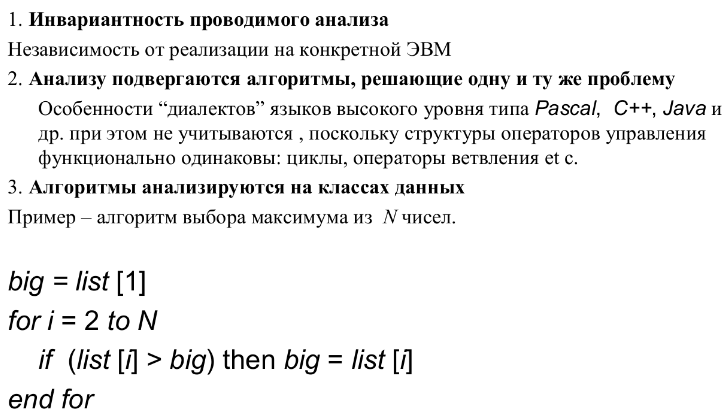 1. Инвариантность проводимого анализа
Независимость от реализации на конкретной ЭВМ
2. Анализу подвергаются алгоритмы, решающие одну и ту же проблему
Особенности “диалектов” языков высокого уровня типа Pascal, C++, Java и
др. при этом не учитываются , поскольку структуры операторов управления
функционально одинаковы: циклы, операторы ветвления et c.
3. Алгоритмы анализируются на классах данных
Пример – алгоритм выбора максимума из N чисел.
big = list [1]
for i = 2 to N
if (list [i] > big) then big = list [i]
end for